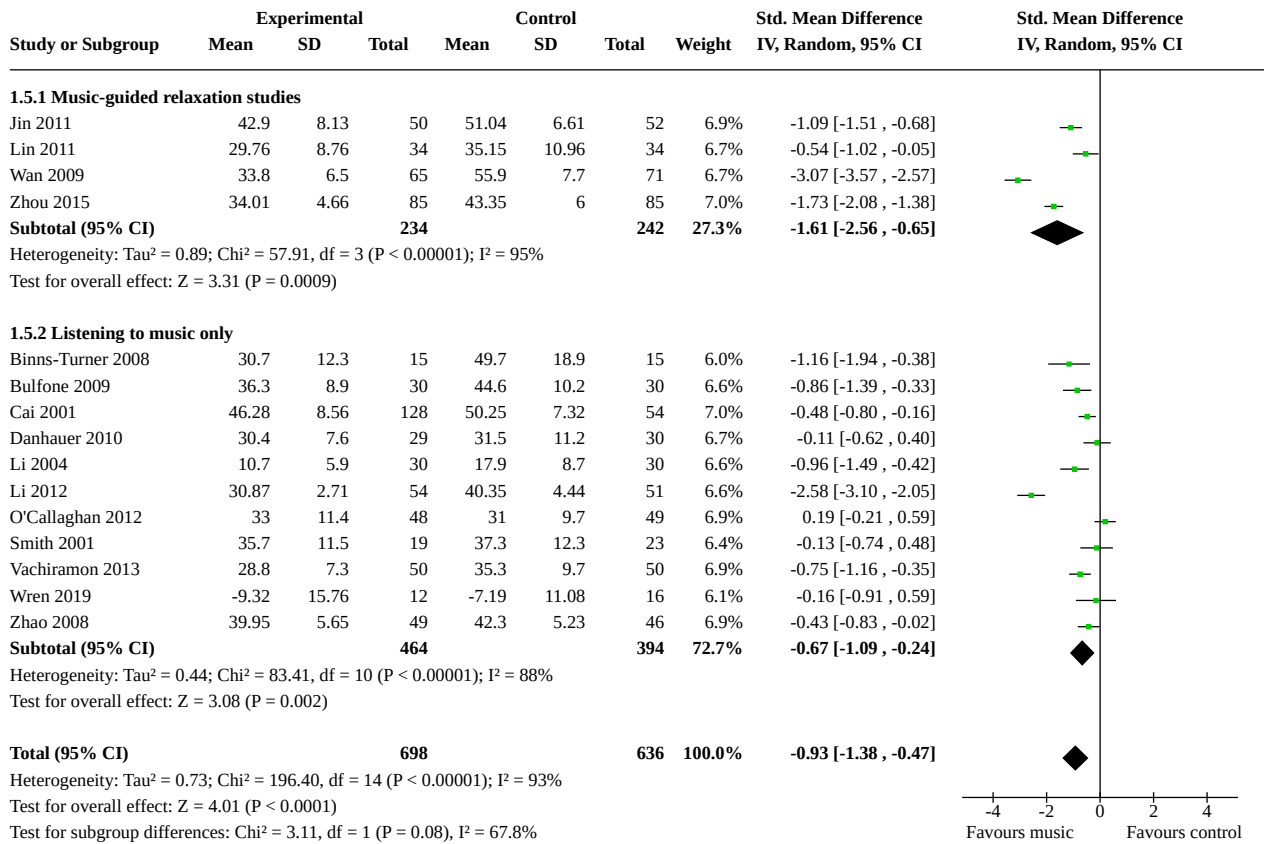 Experimental Control Std. Mean Difference Std. Mean Difference
Study or Subgroup Mean SD Total Mean SD Total Weight IV, Random, 95% CI IV, Random, 95% CI
1.5.1 Music-guided relaxation studies
Jin 2011 42.9 8.13 50 51.04 6.61 52 6.9% -1.09 [-1.51 , -0.68]
Lin 2011 29.76 8.76 34 35.15 10.96 34 6.7% -0.54 [-1.02 , -0.05]
Wan 2009 33.8 6.5 65 55.9 7.7 71 6.7% -3.07 [-3.57 , -2.57]
Zhou 2015 34.01 4.66 85 43.35 6 85 7.0% -1.73 [-2.08 , -1.38]
Subtotal (95% CI) 234 242 27.3% -1.61 [-2.56 , -0.65]
Heterogeneity: Tau² = 0.89; Chi² = 57.91, df = 3 (P < 0.00001); I² = 95%
Test for overall effect: Z = 3.31 (P = 0.0009)
1.5.2 Listening to music only
Binns-Turner 2008 30.7 12.3 15 49.7 18.9 15 6.0% -1.16 [-1.94 , -0.38]
Bulfone 2009 36.3 8.9 30 44.6 10.2 30 6.6% -0.86 [-1.39 , -0.33]
Cai 2001 46.28 8.56 128 50.25 7.32 54 7.0% -0.48 [-0.80 , -0.16]
Danhauer 2010 30.4 7.6 29 31.5 11.2 30 6.7% -0.11 [-0.62 , 0.40]
Li 2004 10.7 5.9 30 17.9 8.7 30 6.6% -0.96 [-1.49 , -0.42]
Li 2012 30.87 2.71 54 40.35 4.44 51 6.6% -2.58 [-3.10 , -2.05]
O'Callaghan 2012 33 11.4 48 31 9.7 49 6.9% 0.19 [-0.21 , 0.59]
Smith 2001 35.7 11.5 19 37.3 12.3 23 6.4% -0.13 [-0.74 , 0.48]
Vachiramon 2013 28.8 7.3 50 35.3 9.7 50 6.9% -0.75 [-1.16 , -0.35]
Wren 2019 -9.32 15.76 12 -7.19 11.08 16 6.1% -0.16 [-0.91 , 0.59]
Zhao 2008 39.95 5.65 49 42.3 5.23 46 6.9% -0.43 [-0.83 , -0.02]
Subtotal (95% CI) 464 394 72.7% -0.67 [-1.09 , -0.24]
Heterogeneity: Tau² = 0.44; Chi² = 83.41, df = 10 (P < 0.00001); I² = 88%
Test for overall effect: Z = 3.08 (P = 0.002)
Total (95% CI) 698 636 100.0% -0.93 [-1.38 , -0.47]
Heterogeneity: Tau² = 0.73; Chi² = 196.40, df = 14 (P < 0.00001); I² = 93%
Test for overall effect: Z = 4.01 (P < 0.0001)
Test for subgroup differences: Chi² = 3.11, df = 1 (P = 0.08), I² = 67.8%
-4 -2 0 2 4
Favours music Favours control